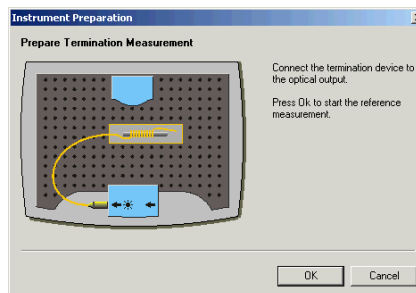 Instrument Preparation
Prepare Termination Measurement
Connect the termination device to
the optical output.
Press Ok to start the reference
measurement.
OK
Cancel